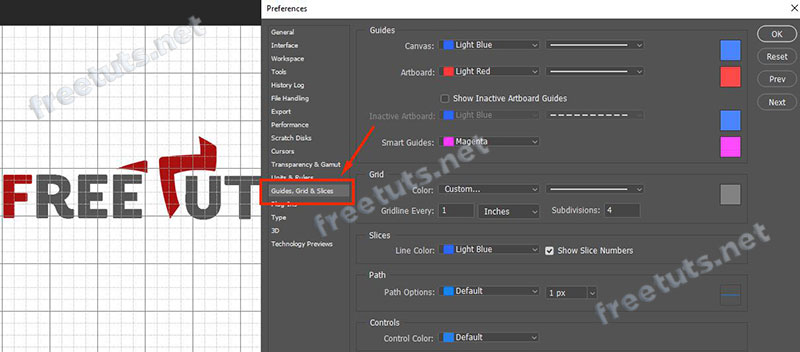 Preferences
General
Interface
Workspace
Tools
History Log
File Handling
Export
Performance
Scratch Disks
Cursors
Transparency & Gamut
Units & Rulers
Guides, Grid & Slices
Plug-Ins
Type
3D
Technology Previews
Guides
Canvas: Light Blue
Artboard: Light Red
Show Inactive Artboard Guides
Inactive Artboard: Light Blue
Smart Guides: Magenta
Grid
Color: Custom...
Gridline Every: 1 Inches Subdivisions: 4
Slices
Line Color: Light Blue Show Slice Numbers
Path
Path Options: Default 1 px
Controls
Control Color: Default
OK
Reset
Prev
Next
FREE TUT
freetuts.net
freetuts.net
freetuts.net